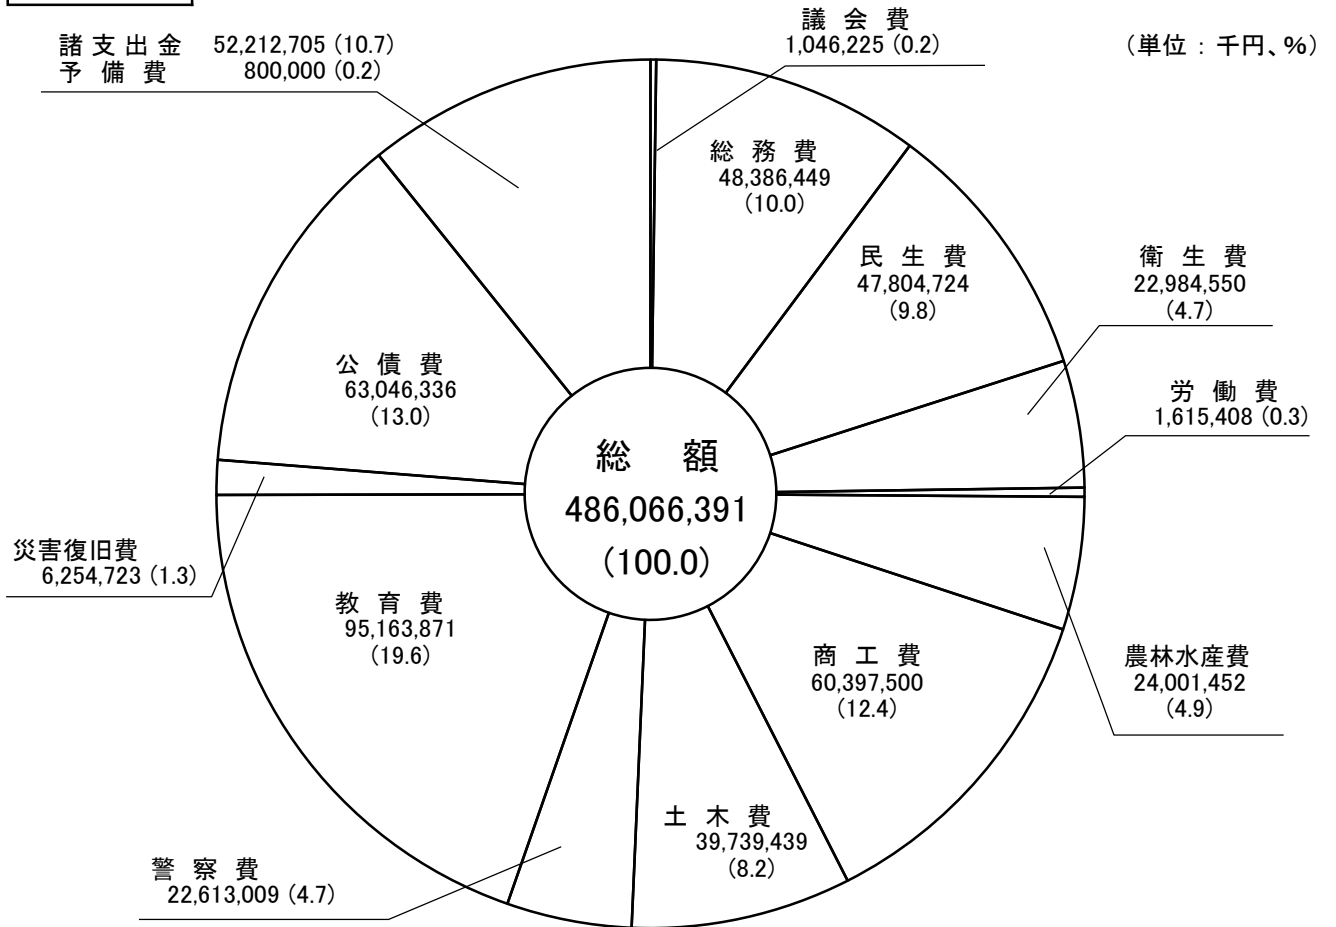 議会費
1,046,225 (0.2)
(単位：千円、%)
諸支出金 52,212,705 (10.7)
予備費 800,000 (0.2)
総務費
48,386,449
(10.0)
民生費
47,804,724
(9.8)
衛生費
22,984,550
(4.7)
労働費
1,615,408 (0.3)
農林水産費
24,001,452
(4.9)
商工費
60,397,500
(12.4)
土木費
39,739,439
(8.2)
警察費
22,613,009 (4.7)
教育費
95,163,871
(19.6)
災害復旧費
6,254,723 (1.3)
公債費
63,046,336
(13.0)
総額
486,066,391
(100.0)